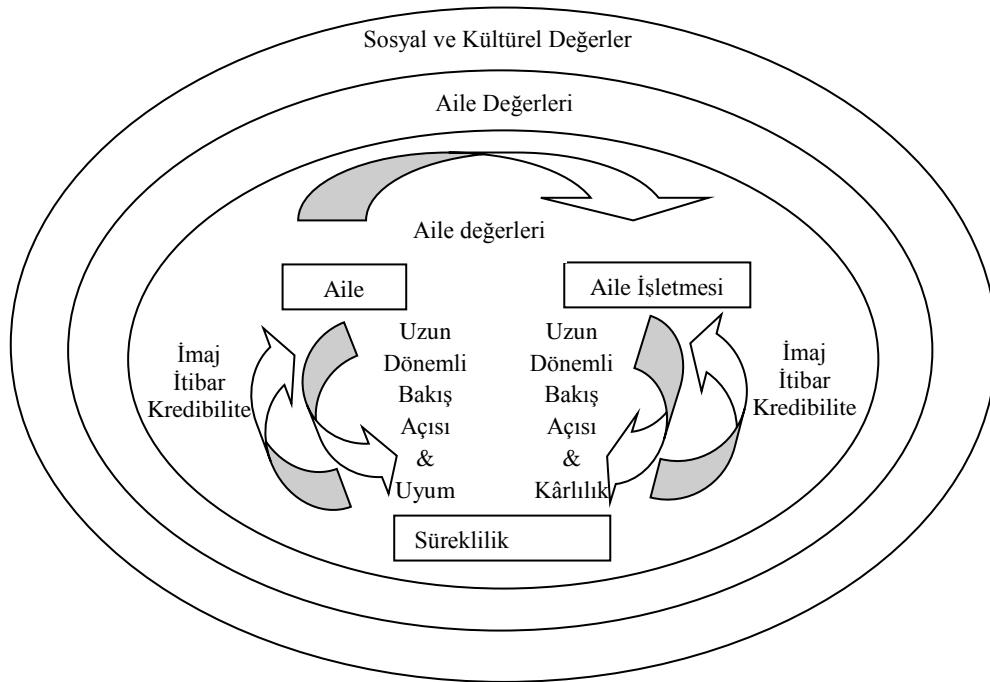 Sosyal ve Kültürel Değerler
Aile Değerleri
Aile değerleri
Aile
Aile İşletmesi
İmaj
İtibar
Kredibilite
Uzun
Dönemli
Bakış
Açısı
&
Uyum
Uzun
Dönemli
Bakış
Açısı
&
Kârlılık
İmaj
İtibar
Kredibilite
Süreklilik